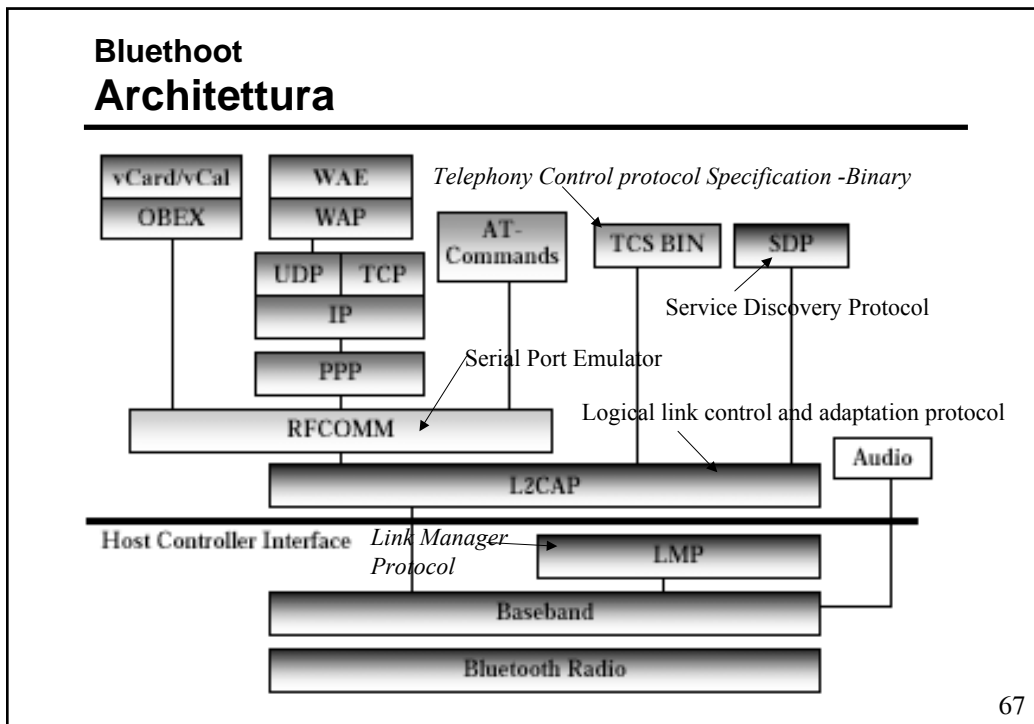 Bluethoot
Architettura
vCard/vCal
WAE
Telephony Control protocol Specification -Binary
OBEX
WAP
AT-
Commands
TCS BIN
SDP
UDP
TCP
Service Discovery Protocol
IP
Serial Port Emulator
PPP
Logical link control and adaptation protocol
RFCOMM
Audio
L2CAP
Host Controller Interface
Link Manager
Protocol
LMP
Baseband
Bluetooth Radio
67